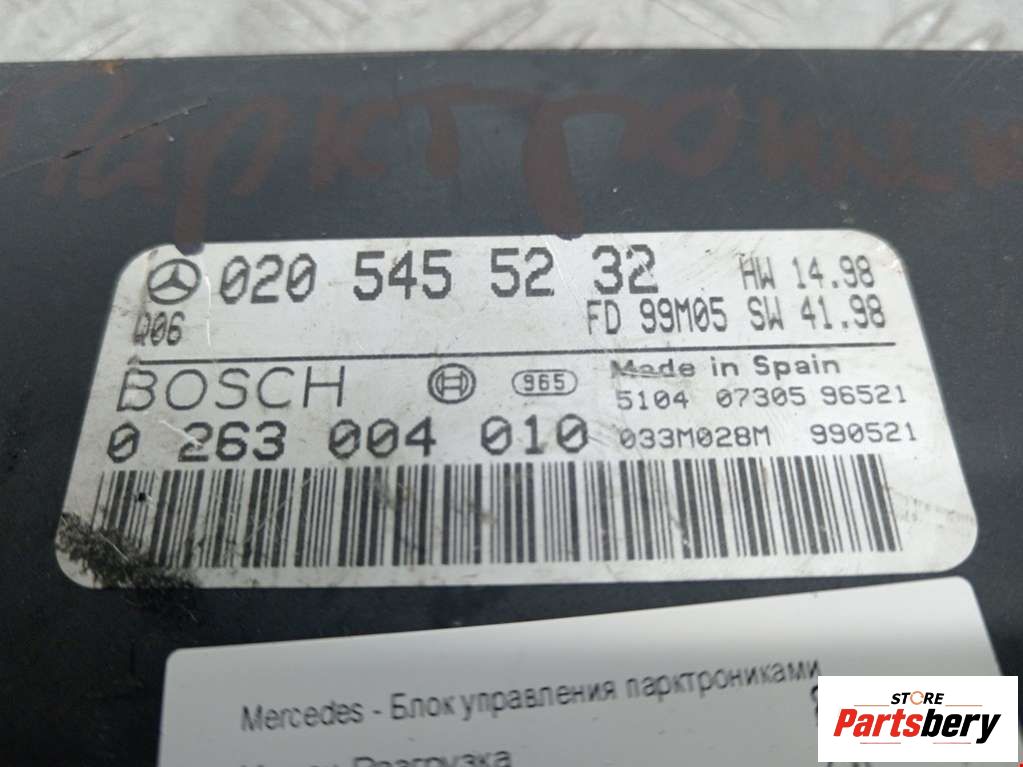 Парктроник
020 545 52 32 HW 14.98
Q06 FD 99M05 SW 41.98
BOSCH 965 Made in Spain
5104 07305 96521
0 263 004 010 033M028M 990521
Mercedes - Блок управления парктрониками
Разгрузка
STORE
Partsbery